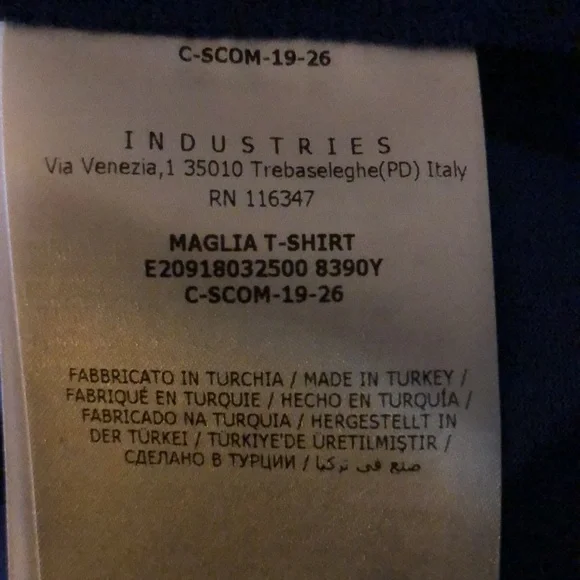 C-SCOM-19-26
INDUSTRIES
Via Venezia,1 35010 Trebaseleghe(PD) Italy
RN 116347
MAGLIA T-SHIRT
E20918032500 8390Y
C-SCOM-19-26
FABBRICATO IN TURCHIA / MADE IN TURKEY /
FABRIQUÉ EN TURQUIE / HECHO EN TURQUÍA /
FABRICADO NA TURQUIA / HERGESTELLT IN
DER TÜRKEI / TÜRKİYE'DE ÜRETILMIŞTIR /
СДЕЛАНО В ТУРЦИИ / صنع في تركيا